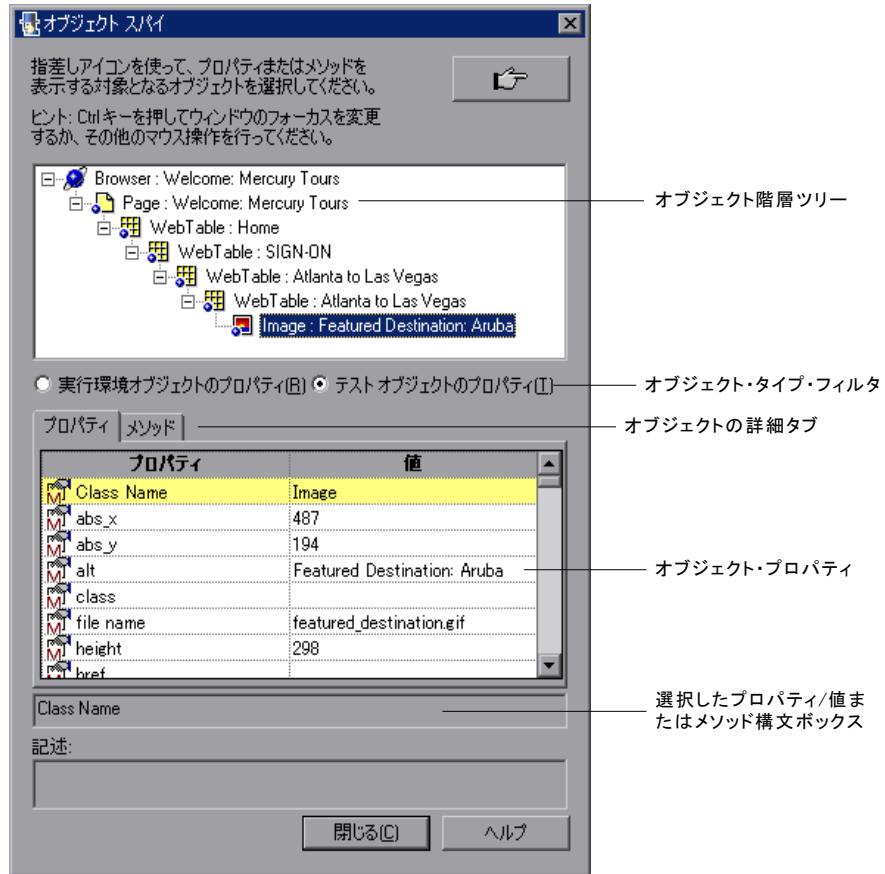 オブジェクト スパイ
指差しアイコンを使って、プロパティまたはメソッドを
表示する対象となるオブジェクトを選択してください。
ヒント: Ctrlキーを押してウィンドウのフォーカスを変更
するか、その他のマウス操作を行ってください。
Browser : Welcome: Mercury Tours
Page : Welcome: Mercury Tours
オブジェクト階層ツリー
WebTable : Home
WebTable : SIGN-ON
WebTable : Atlanta to Las Vegas
WebTable : Atlanta to Las Vegas
Image : Featured Destination: Aruba
実行環境オブジェクトのプロパティ(R) テスト オブジェクトのプロパティ(T)
オブジェクト・タイプ・フィルタ
プロパティ メソッド
オブジェクトの詳細タブ
プロパティ 値
Class Name Image
abs_x 487
abs_y 194
alt Featured Destination: Aruba
オブジェクト・プロパティ
class
file name featured_destination.gif
height 298
href
Class Name
選択したプロパティ/値ま
たはメソッド構文ボックス
記述:
閉じる(C) ヘルプ